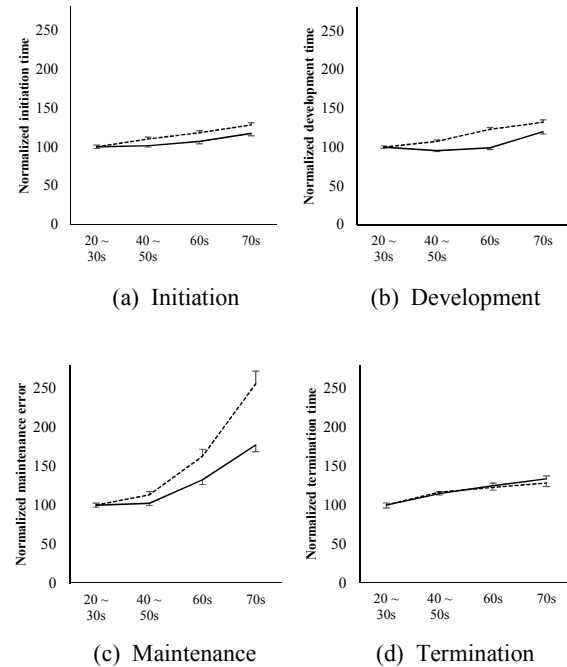 Normalized initiation time
250
200
150
100
50
0
20 ~ 30s
40 ~ 50s
60s
70s
(a) Initiation
Normalized development time
250
200
150
100
50
0
20 ~ 30s
40 ~ 50s
60s
70s
(b) Development
Normalized maintenance error
250
200
150
100
50
0
20 ~ 30s
40 ~ 50s
60s
70s
(c) Maintenance
Normalized termination time
250
200
150
100
50
0
20 ~ 30s
40 ~ 50s
60s
70s
(d) Termination